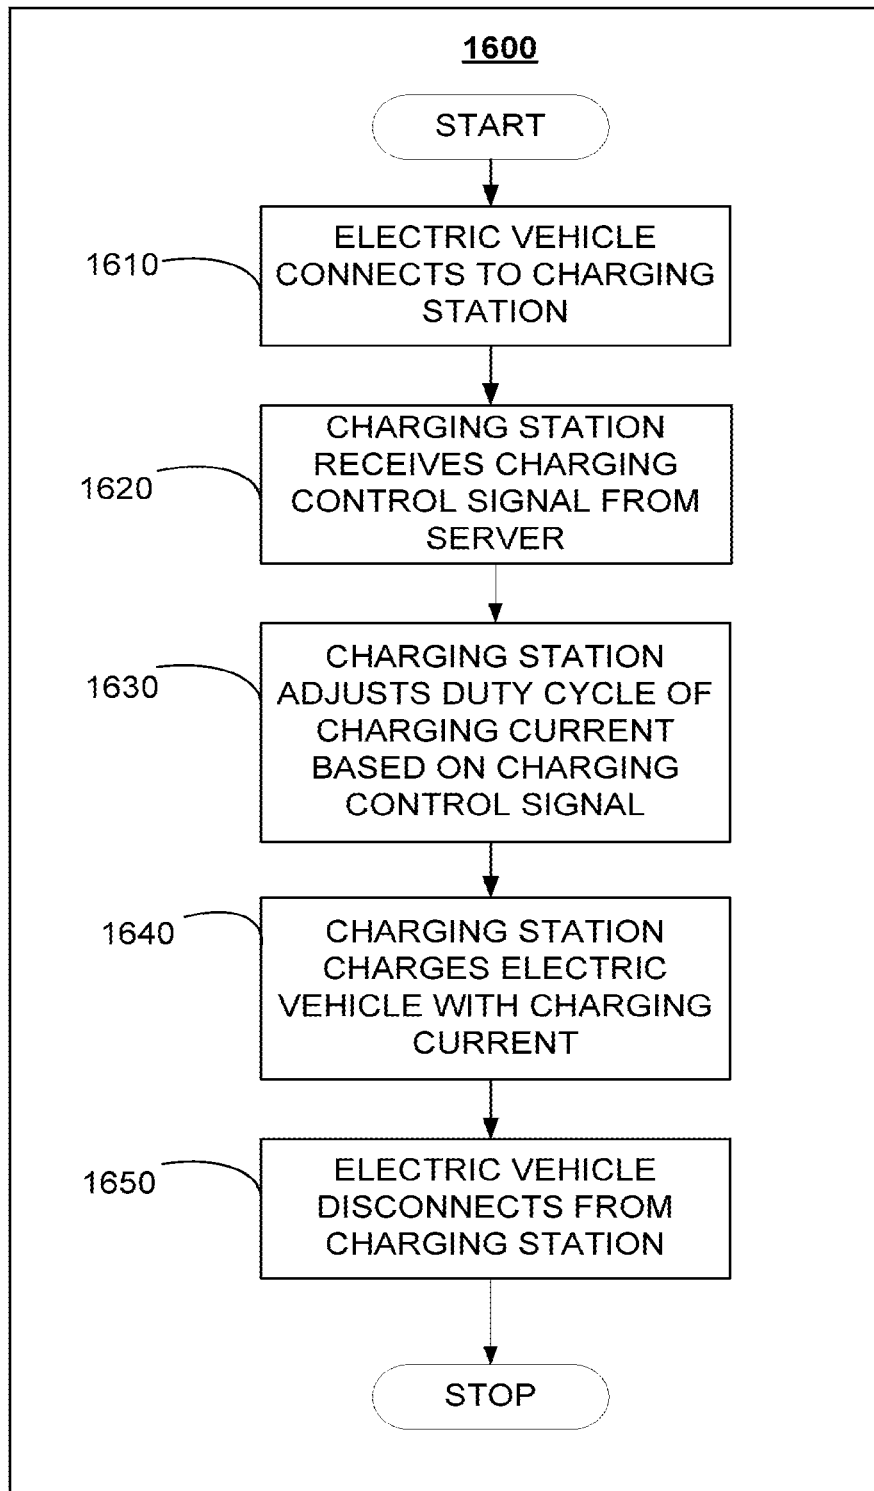 1600
START
1610
ELECTRIC VEHICLE
CONNECTS TO CHARGING
STATION
1620
CHARGING STATION
RECEIVES CHARGING
CONTROL SIGNAL FROM
SERVER
1630
CHARGING STATION
ADJUSTS DUTY CYCLE OF
CHARGING CURRENT
BASED ON CHARGING
CONTROL SIGNAL
1640
CHARGING STATION
CHARGES ELECTRIC
VEHICLE WITH CHARGING
CURRENT
1650
ELECTRIC VEHICLE
DISCONNECTS FROM
CHARGING STATION
STOP